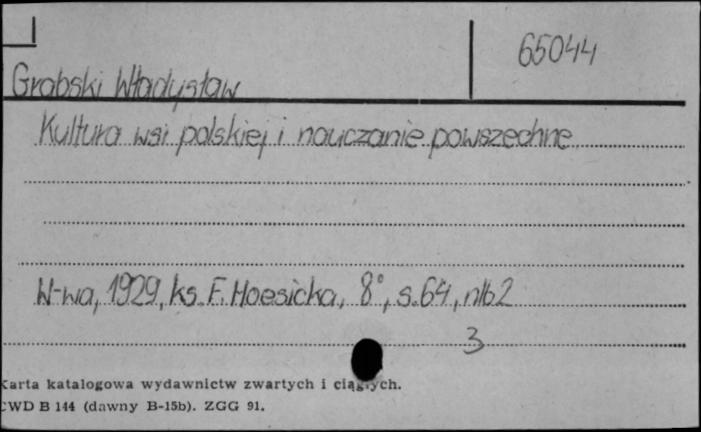 65044
Grabski Władysław
Kultura wsi polskiej i nauczanie powszechne
W-wa, 1929, ks. F. Hoesicka, 8°, s. 64, nlb 2
3
Karta katalogowa wydawnictw zwartych i ciągłych.
CWD B 144 (dawny B-15b). ZGG 91.